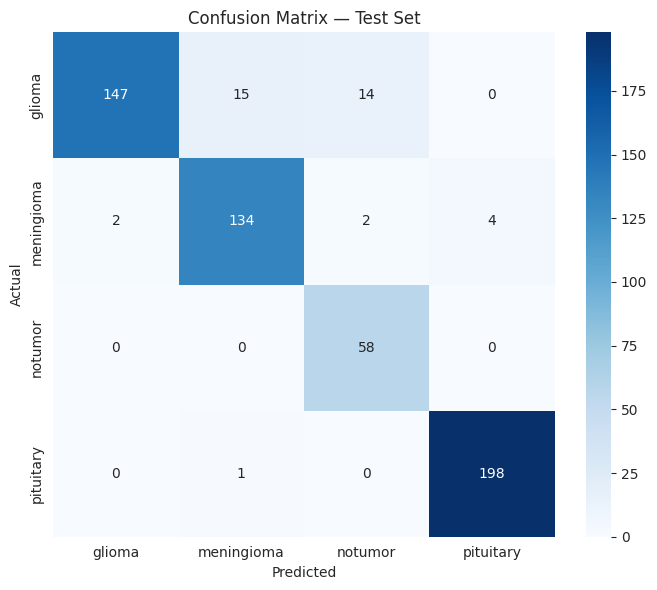 Confusion Matrix — Test Set
Actual
glioma
147 15 14 0
meningioma
2 134 2 4
notumor
0 0 58 0
pituitary
0 1 0 198
glioma meningioma notumor pituitary
Predicted
175
150
125
100
75
50
25
0